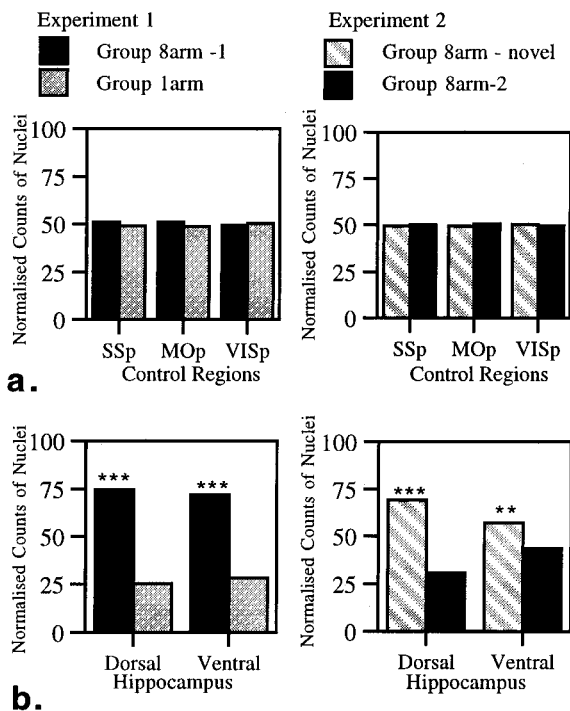 Experiment 1
Group 8arm -1
Group 1arm
Experiment 2
Group 8arm - novel
Group 8arm-2
Normalised Counts of Nuclei
100
75
50
25
0
SSp MOp VISp
Control Regions
Normalised Counts of Nuclei
100
75
50
25
0
SSp MOp VISp
Control Regions
a.
Normalised Counts of Nuclei
100
75
50
25
0
*** ***
Dorsal Ventral
Hippocampus
Normalised Counts of Nuclei
100
75
50
25
0
*** **
Dorsal Ventral
Hippocampus
b.